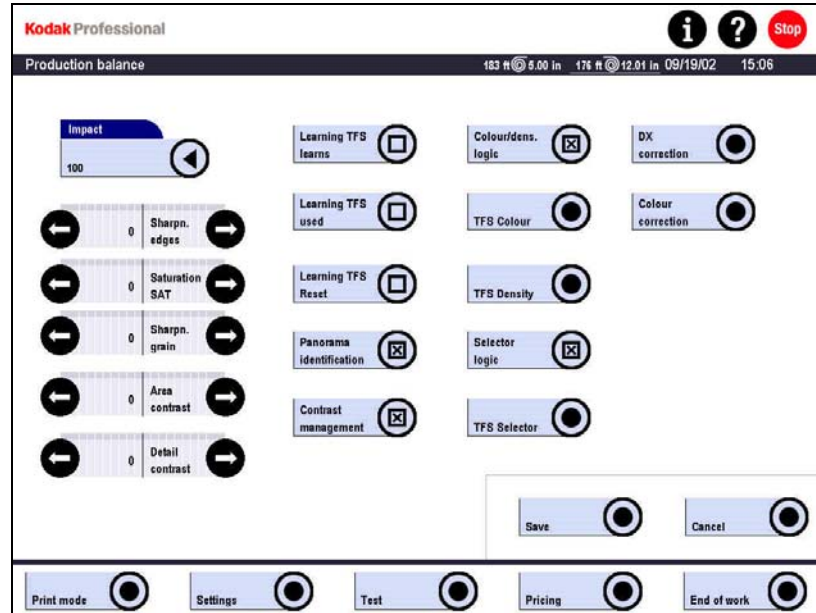 Kodak Professional
i ? Stop
Production balance 183 ft 5.00 in 176 ft 12.01 in 09/19/02 15:06
Impact
100
0 Sharpn.
edges
0 Saturation
SAT
0 Sharpn.
grain
0 Area
contrast
0 Detail
contrast
Learning TFS
learns
Learning TFS
used
Learning TFS
Reset
Panorama
identification
Contrast
management
Colour/dens.
logic
TFS Colour
TFS Density
Selector
logic
TFS Selector
DX
correction
Colour
correction
Save
Cancel
Print mode
Settings
Test
Pricing
End of work